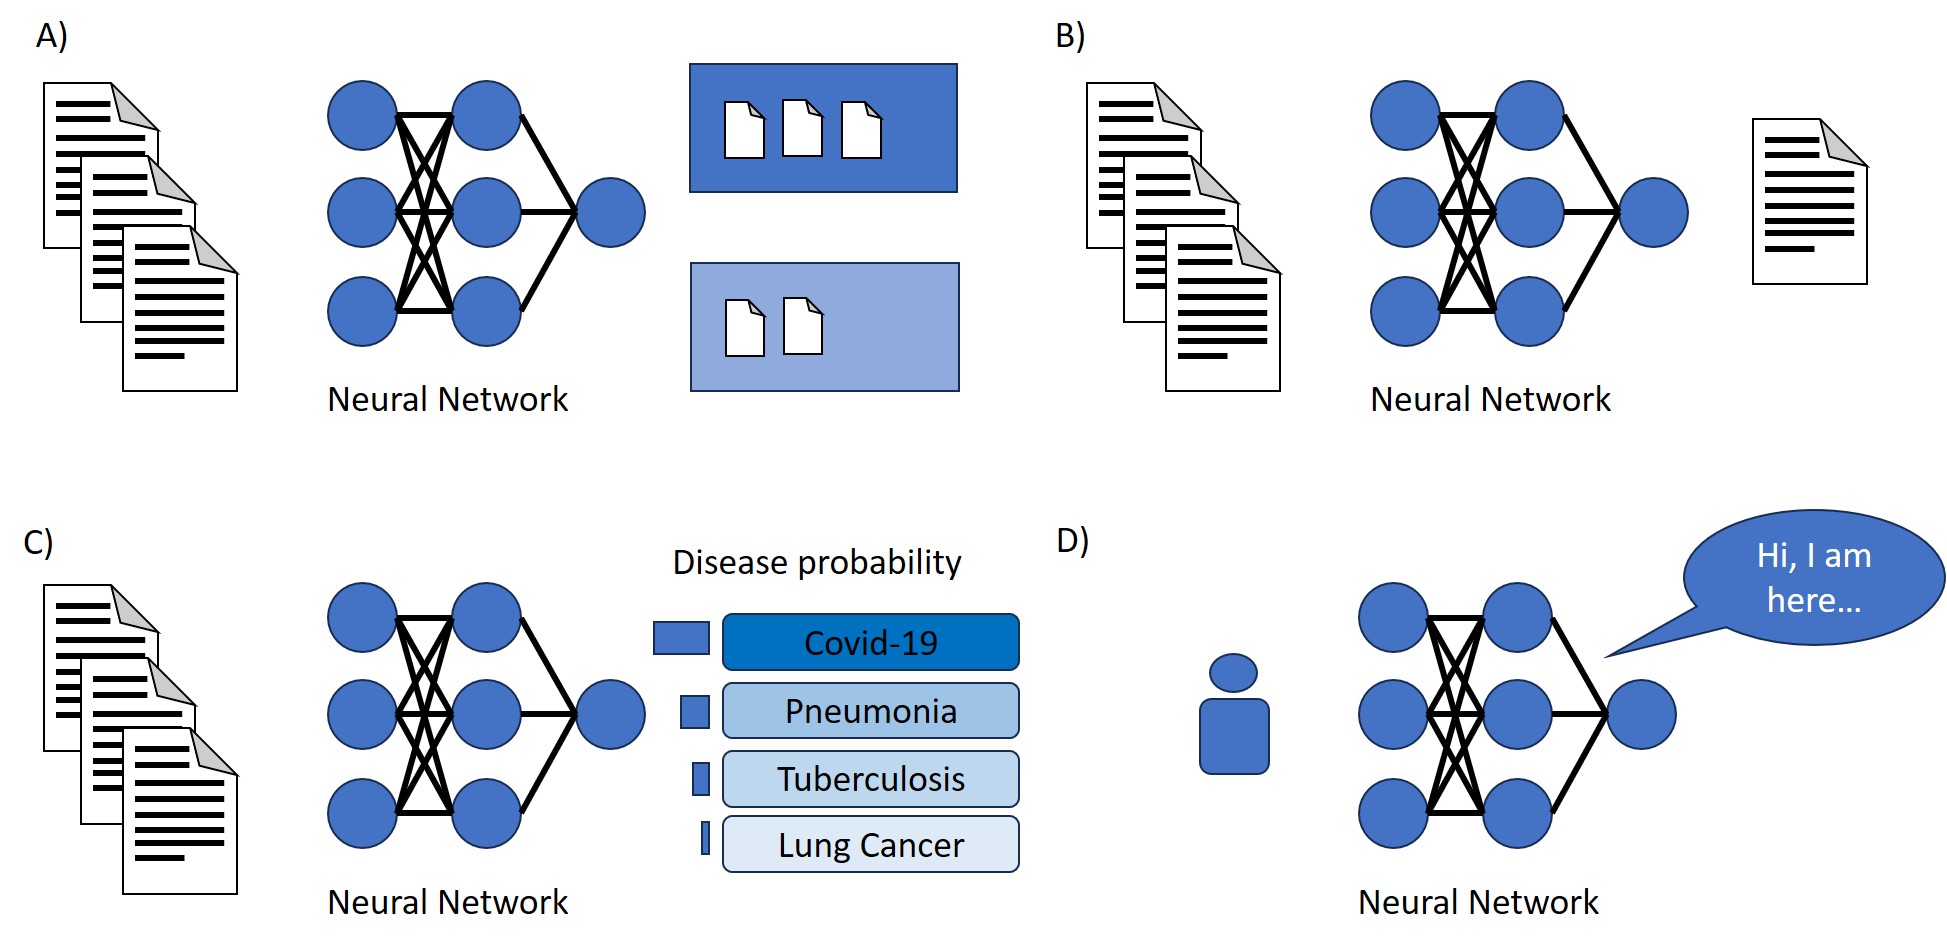 A)
B)
Neural Network
Neural Network
C)
Disease probability
Covid-19
Pneumonia
Tuberculosis
Lung Cancer
Neural Network
D)
Hi, I am
here...
Neural Network